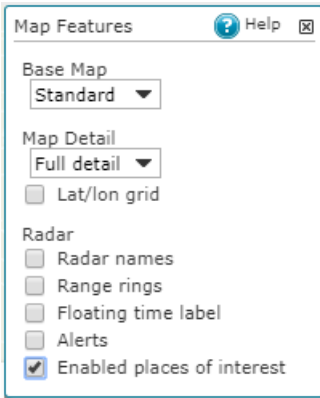 Map Features Help
Base Map
Standard
Map Detail
Full detail
Lat/lon grid
Radar
Radar names
Range rings
Floating time label
Alerts
Enabled places of interest